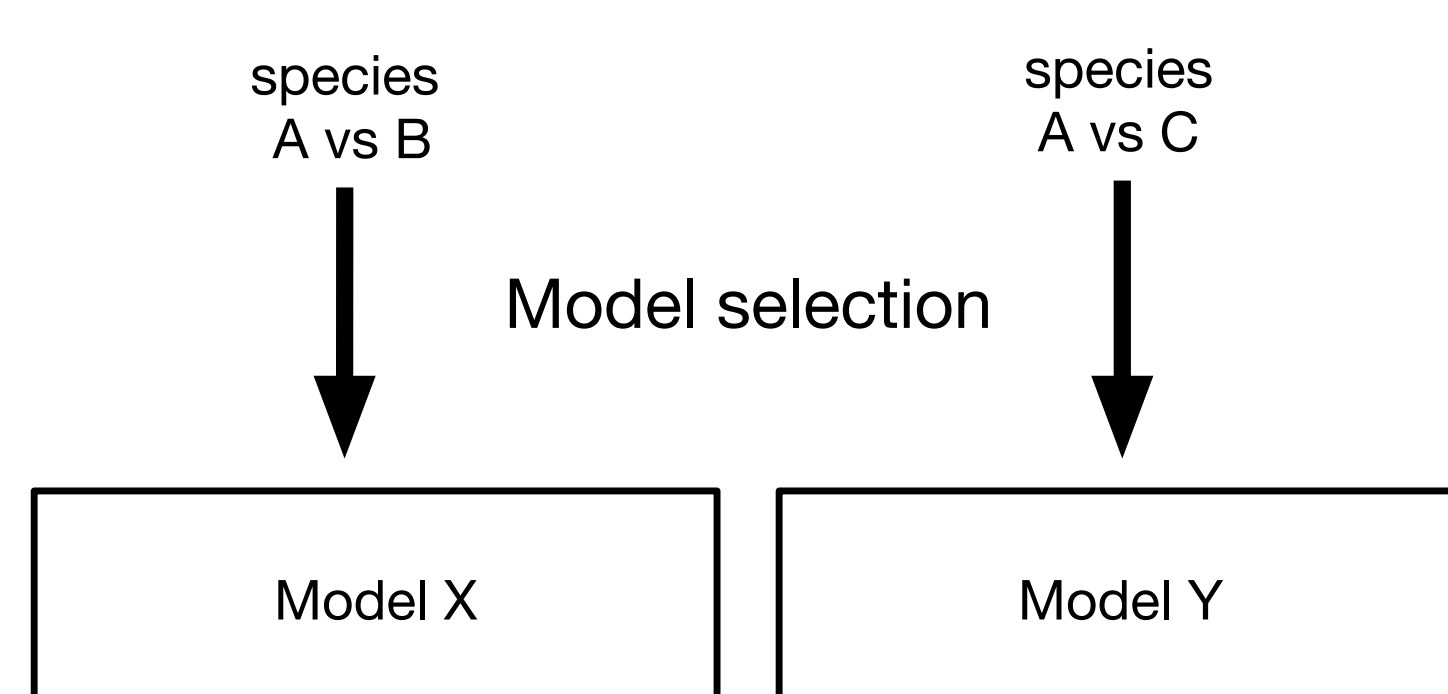 species
A vs B
species
A vs C
Model selection
Model X
Model Y